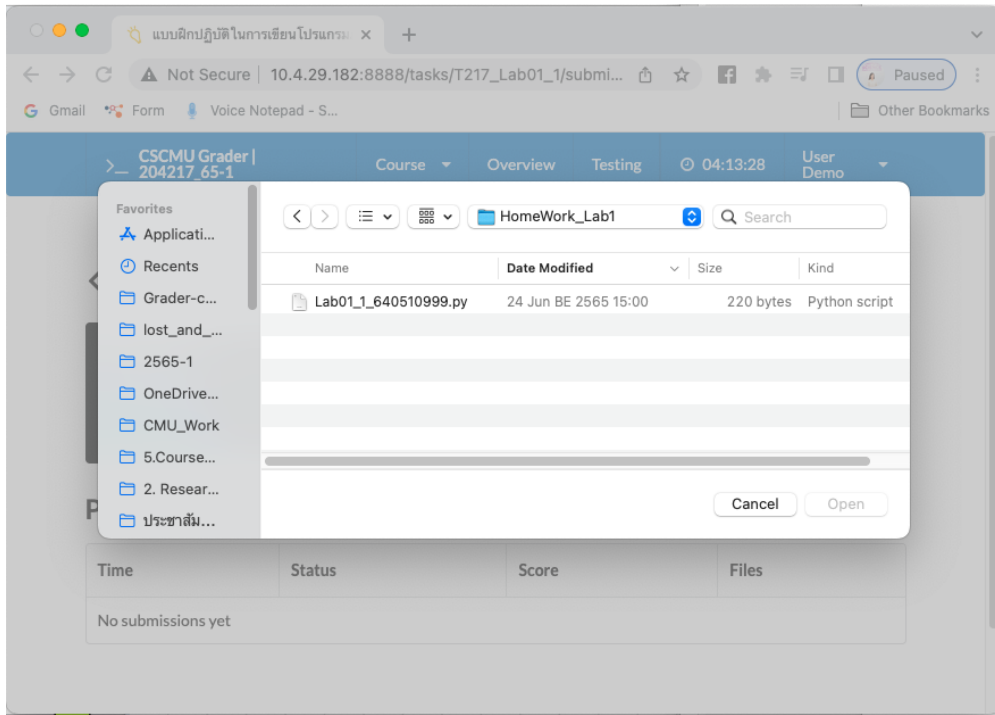 แบบฝึกปฏิบัติในการเขียนโปรแกรม
Not Secure | 10.4.29.182:8888/tasks/T217_Lab01_1/submi...
Paused
Gmail Form Voice Notepad - S... Other Bookmarks
>_ CSCMU Grader | 204217_65-1
Course Overview Testing 04:13:28 User Demo
Favorites
Applicati...
Recents
Grader-c...
lost_and_...
2565-1
OneDrive...
CMU_Work
5.Course...
2. Resear...
ประชาสัม...
HomeWork_Lab1 Search
Name Date Modified Size Kind
Lab01_1_640510999.py 24 Jun BE 2565 15:00 220 bytes Python script
Cancel Open
P
Time Status Score Files
No submissions yet